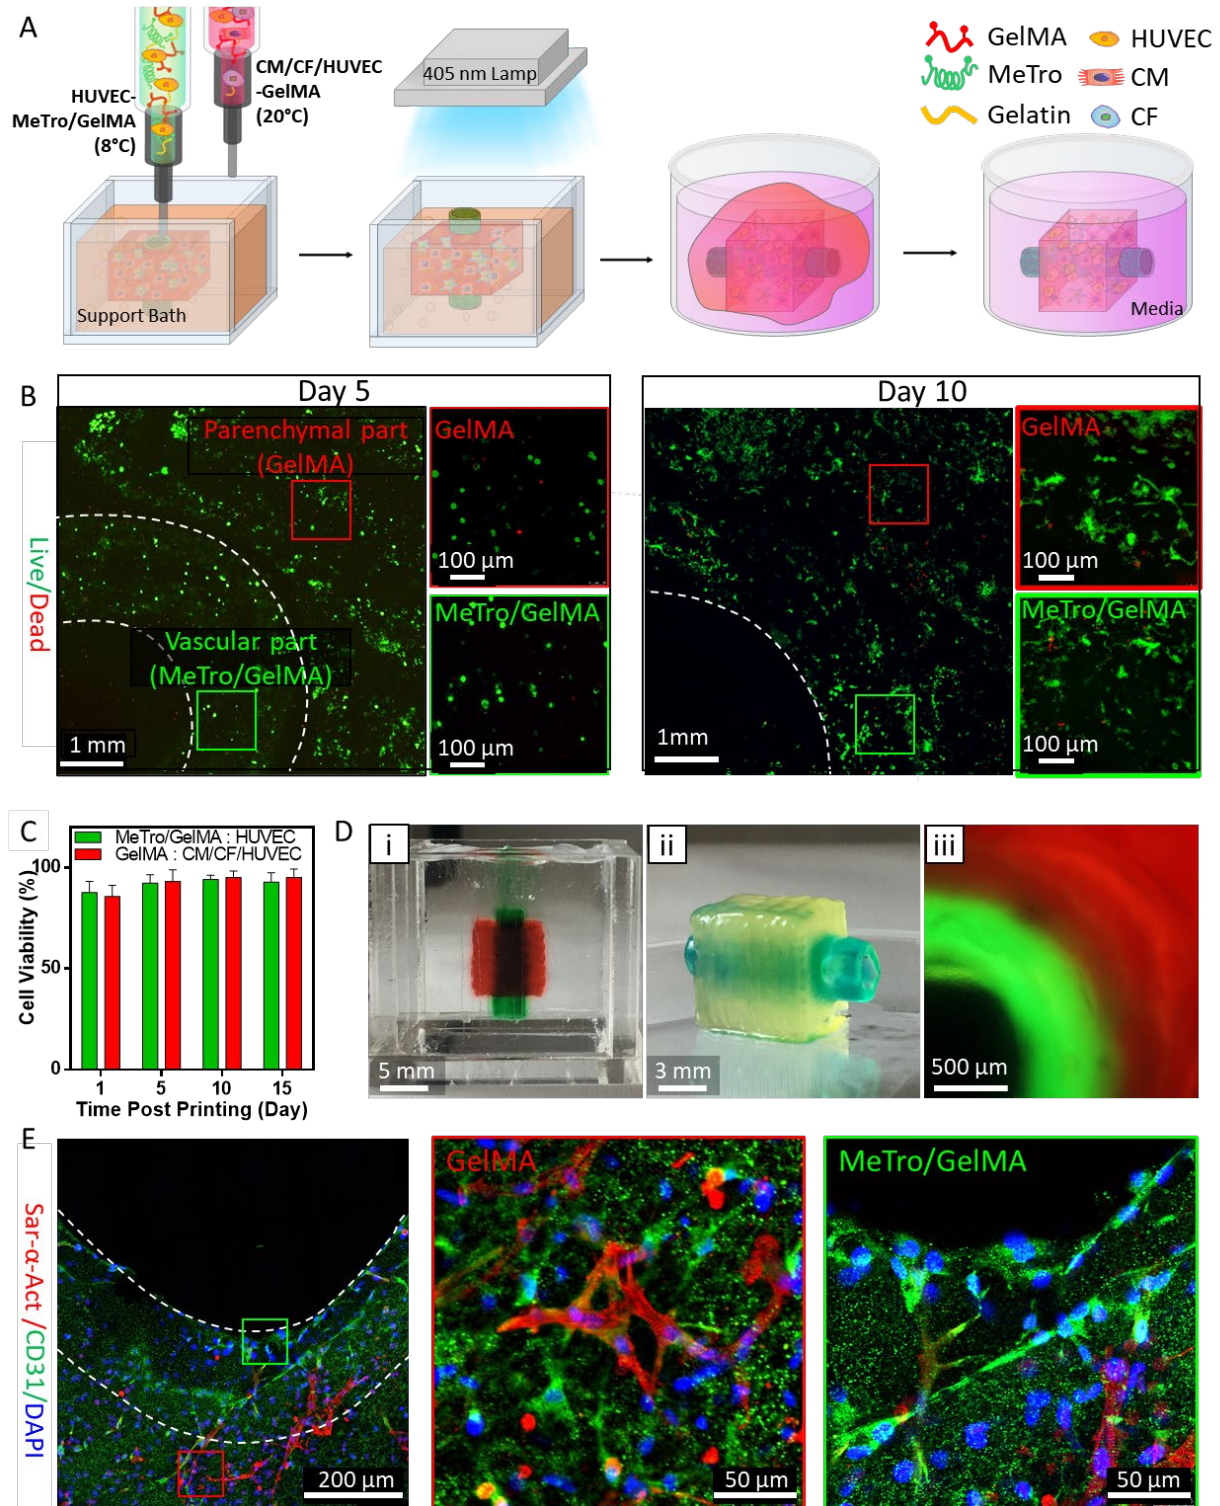 A
HUVEC-
MeTro/GelMA
(8°C)
CM/CF/HUVEC
-GelMA
(20°C)
405 nm Lamp
GelMA
HUVEC
MeTro
CM
Gelatin
CF
Support Bath
Media
B
Day 5
Day 10
Live/Dead
Parenchymal part
(GelMA)
Vascular part
(MeTro/GelMA)
1 mm
GelMA
100 µm
MeTro/GelMA
100 µm
1mm
GelMA
100 µm
MeTro/GelMA
100 µm
C
MeTro/GelMA : HUVEC
GelMA : CM/CF/HUVEC
Cell Viability (%)
100
50
0
1 5 10 15
Time Post Printing (Day)
D
i
5 mm
ii
3 mm
iii
500 µm
E
Sar-α-Act /CD31/DAPI
200 µm
GelMA
50 µm
MeTro/GelMA
50 µm